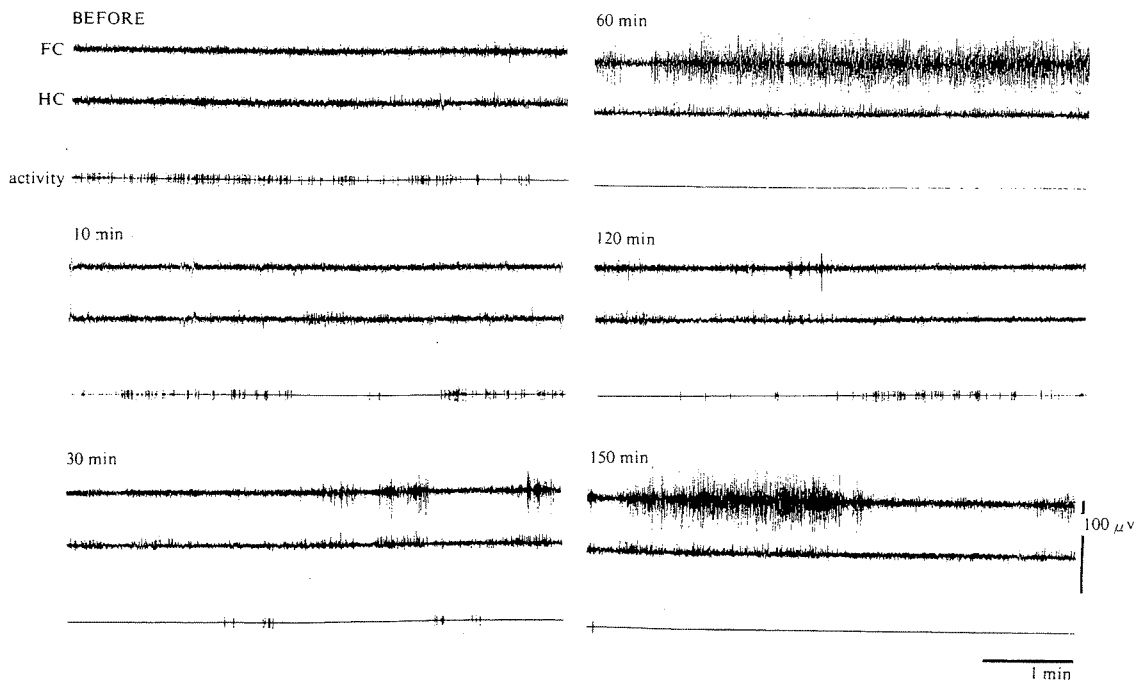 BEFORE
FC
HC
activity
10 min
30 min
60 min
120 min
150 min
100 μv
1 min